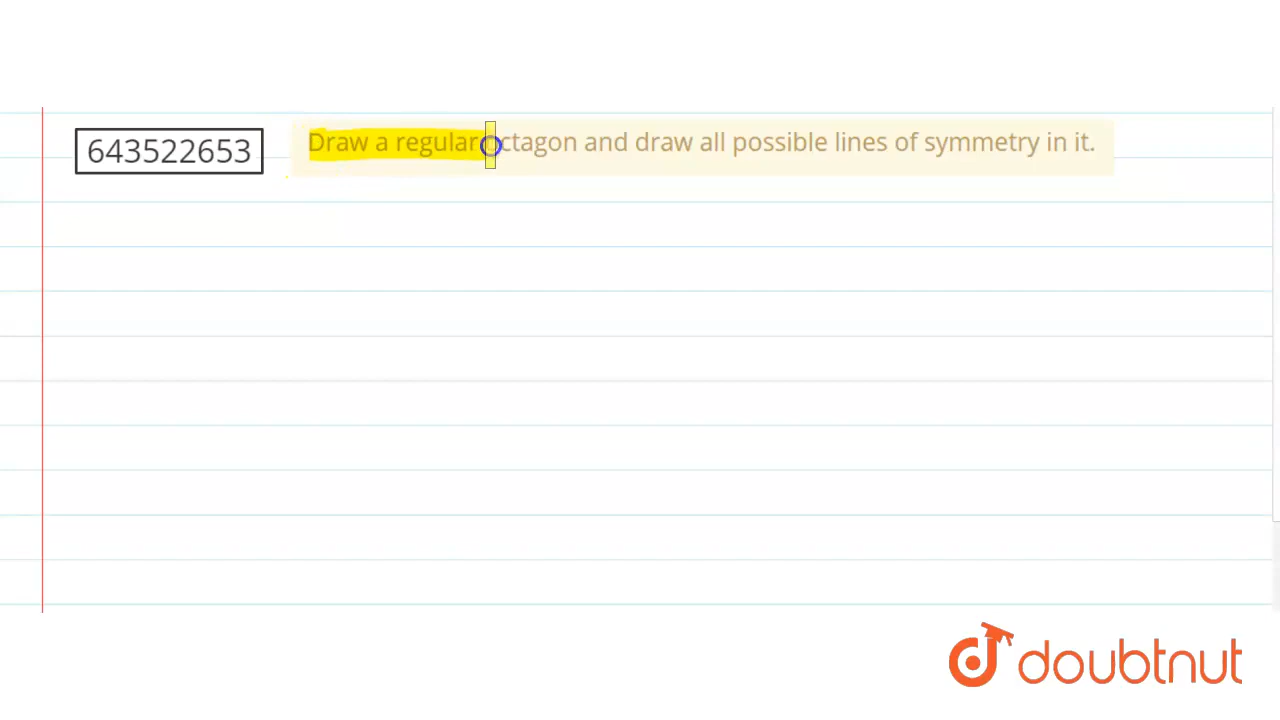 643522653
Draw a regular octagon and draw all possible lines of symmetry in it.
doubtnut